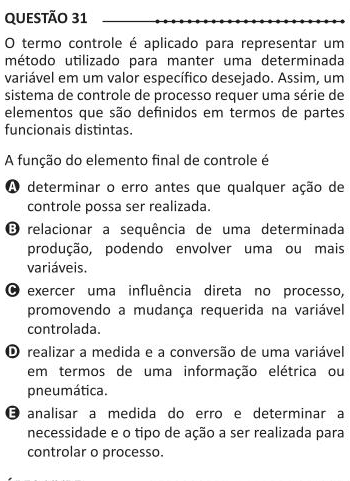 QUESTÃO 31
O termo controle é aplicado para representar um
método utilizado para manter uma determinada
variável em um valor específico desejado. Assim, um
sistema de controle de processo requer uma série de
elementos que são definidos em termos de partes
funcionais distintas.
A função do elemento final de controle é
A determinar o erro antes que qualquer ação de
controle possa ser realizada.
B relacionar a sequência de uma determinada
produção, podendo envolver uma ou mais
variáveis.
C exercer uma influência direta no processo,
promovendo a mudança requerida na variável
controlada.
D realizar a medida e a conversão de uma variável
em termos de uma informação elétrica ou
pneumática.
E analisar a medida do erro e determinar a
necessidade e o tipo de ação a ser realizada para
controlar o processo.